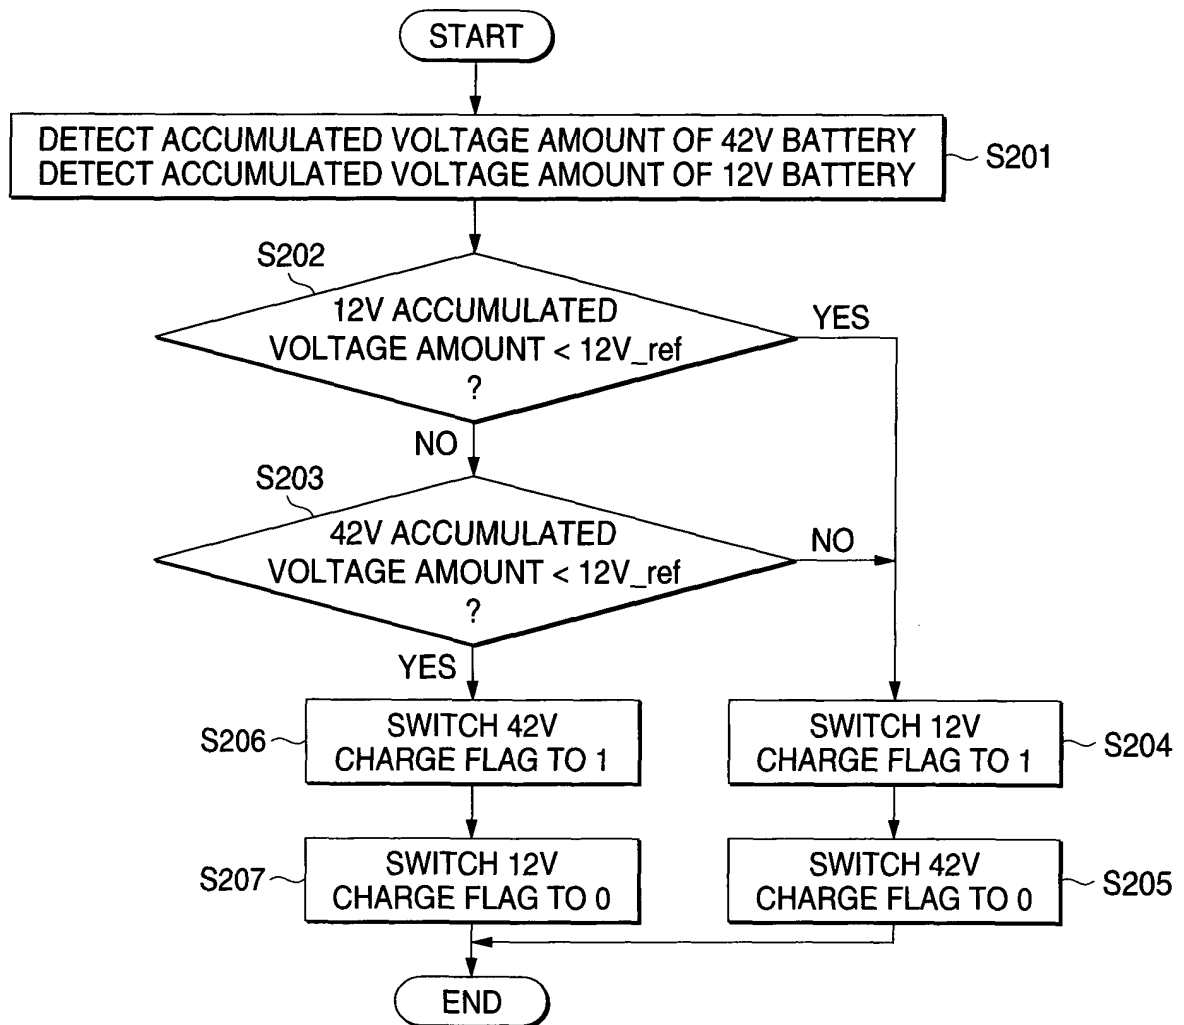 START
DETECT ACCUMULATED VOLTAGE AMOUNT OF 42V BATTERY
DETECT ACCUMULATED VOLTAGE AMOUNT OF 12V BATTERY
S201
S202
12V ACCUMULATED
VOLTAGE AMOUNT < 12V_ref
?
YES
NO
S203
42V ACCUMULATED
VOLTAGE AMOUNT < 12V_ref
?
NO
YES
S206
SWITCH 42V
CHARGE FLAG TO 1
SWITCH 12V
CHARGE FLAG TO 1
S204
S207
SWITCH 12V
CHARGE FLAG TO 0
SWITCH 42V
CHARGE FLAG TO 0
S205
END